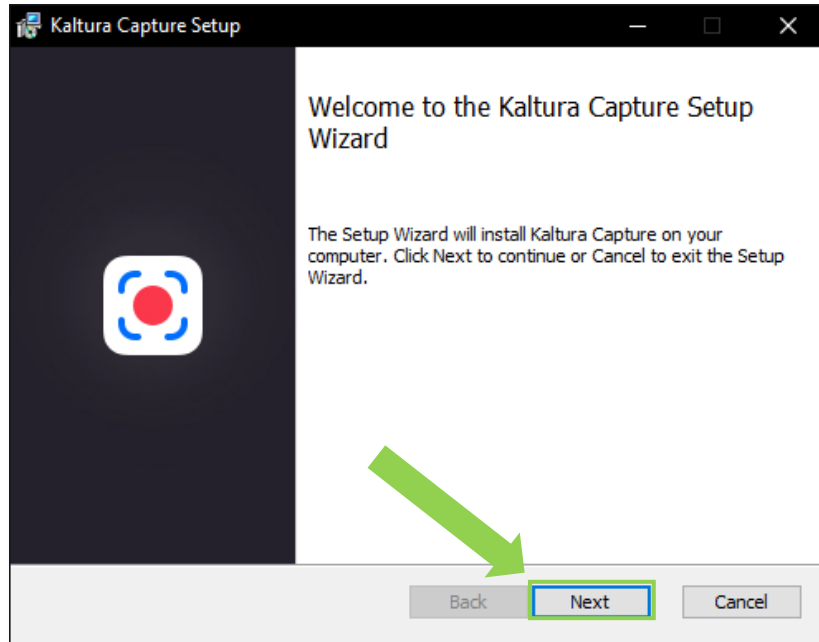 Kaltura Capture Setup
Welcome to the Kaltura Capture Setup
Wizard
The Setup Wizard will install Kaltura Capture on your
computer. Click Next to continue or Cancel to exit the Setup
Wizard.
Back Next Cancel